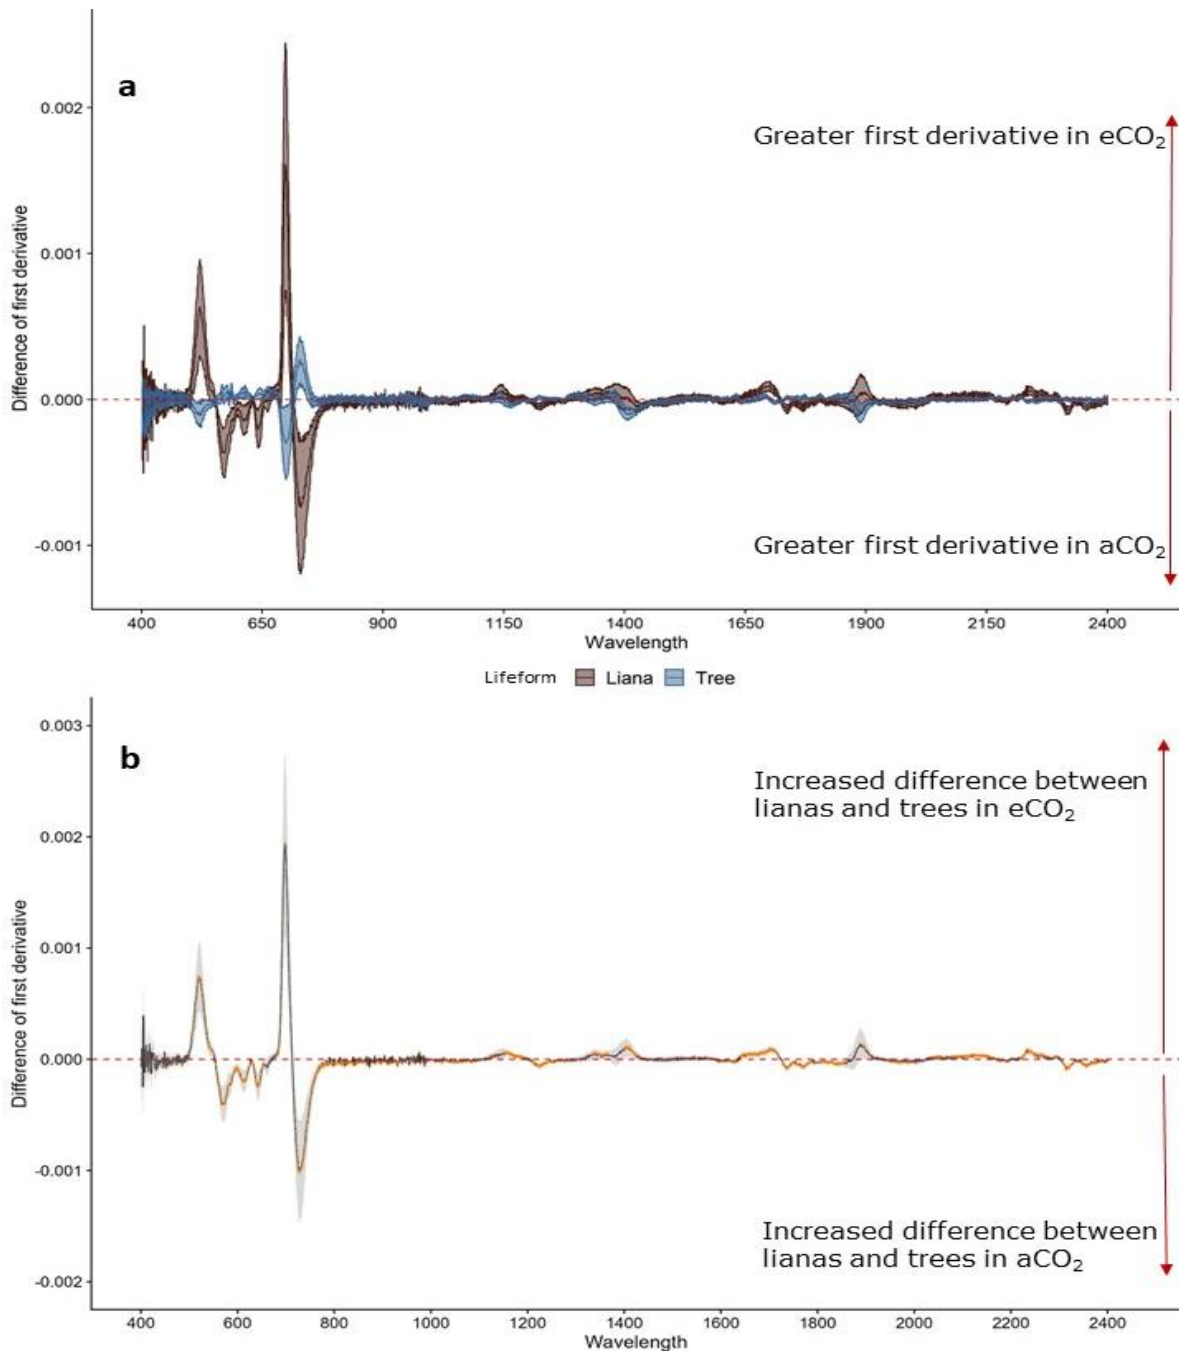 a
0.002
0.001
0.000
-0.001
Difference of first derivative
Greater first derivative in eCO₂
Greater first derivative in aCO₂
400 650 900 1150 1400 1650 1900 2150 2400
Wavelength
Lifeform Liana Tree
b
0.003
0.002
0.001
0.000
-0.001
-0.002
Difference of first derivative
Increased difference between
lianas and trees in eCO₂
Increased difference between
lianas and trees in aCO₂
400 600 800 1000 1200 1400 1600 1800 2000 2200 2400
Wavelength